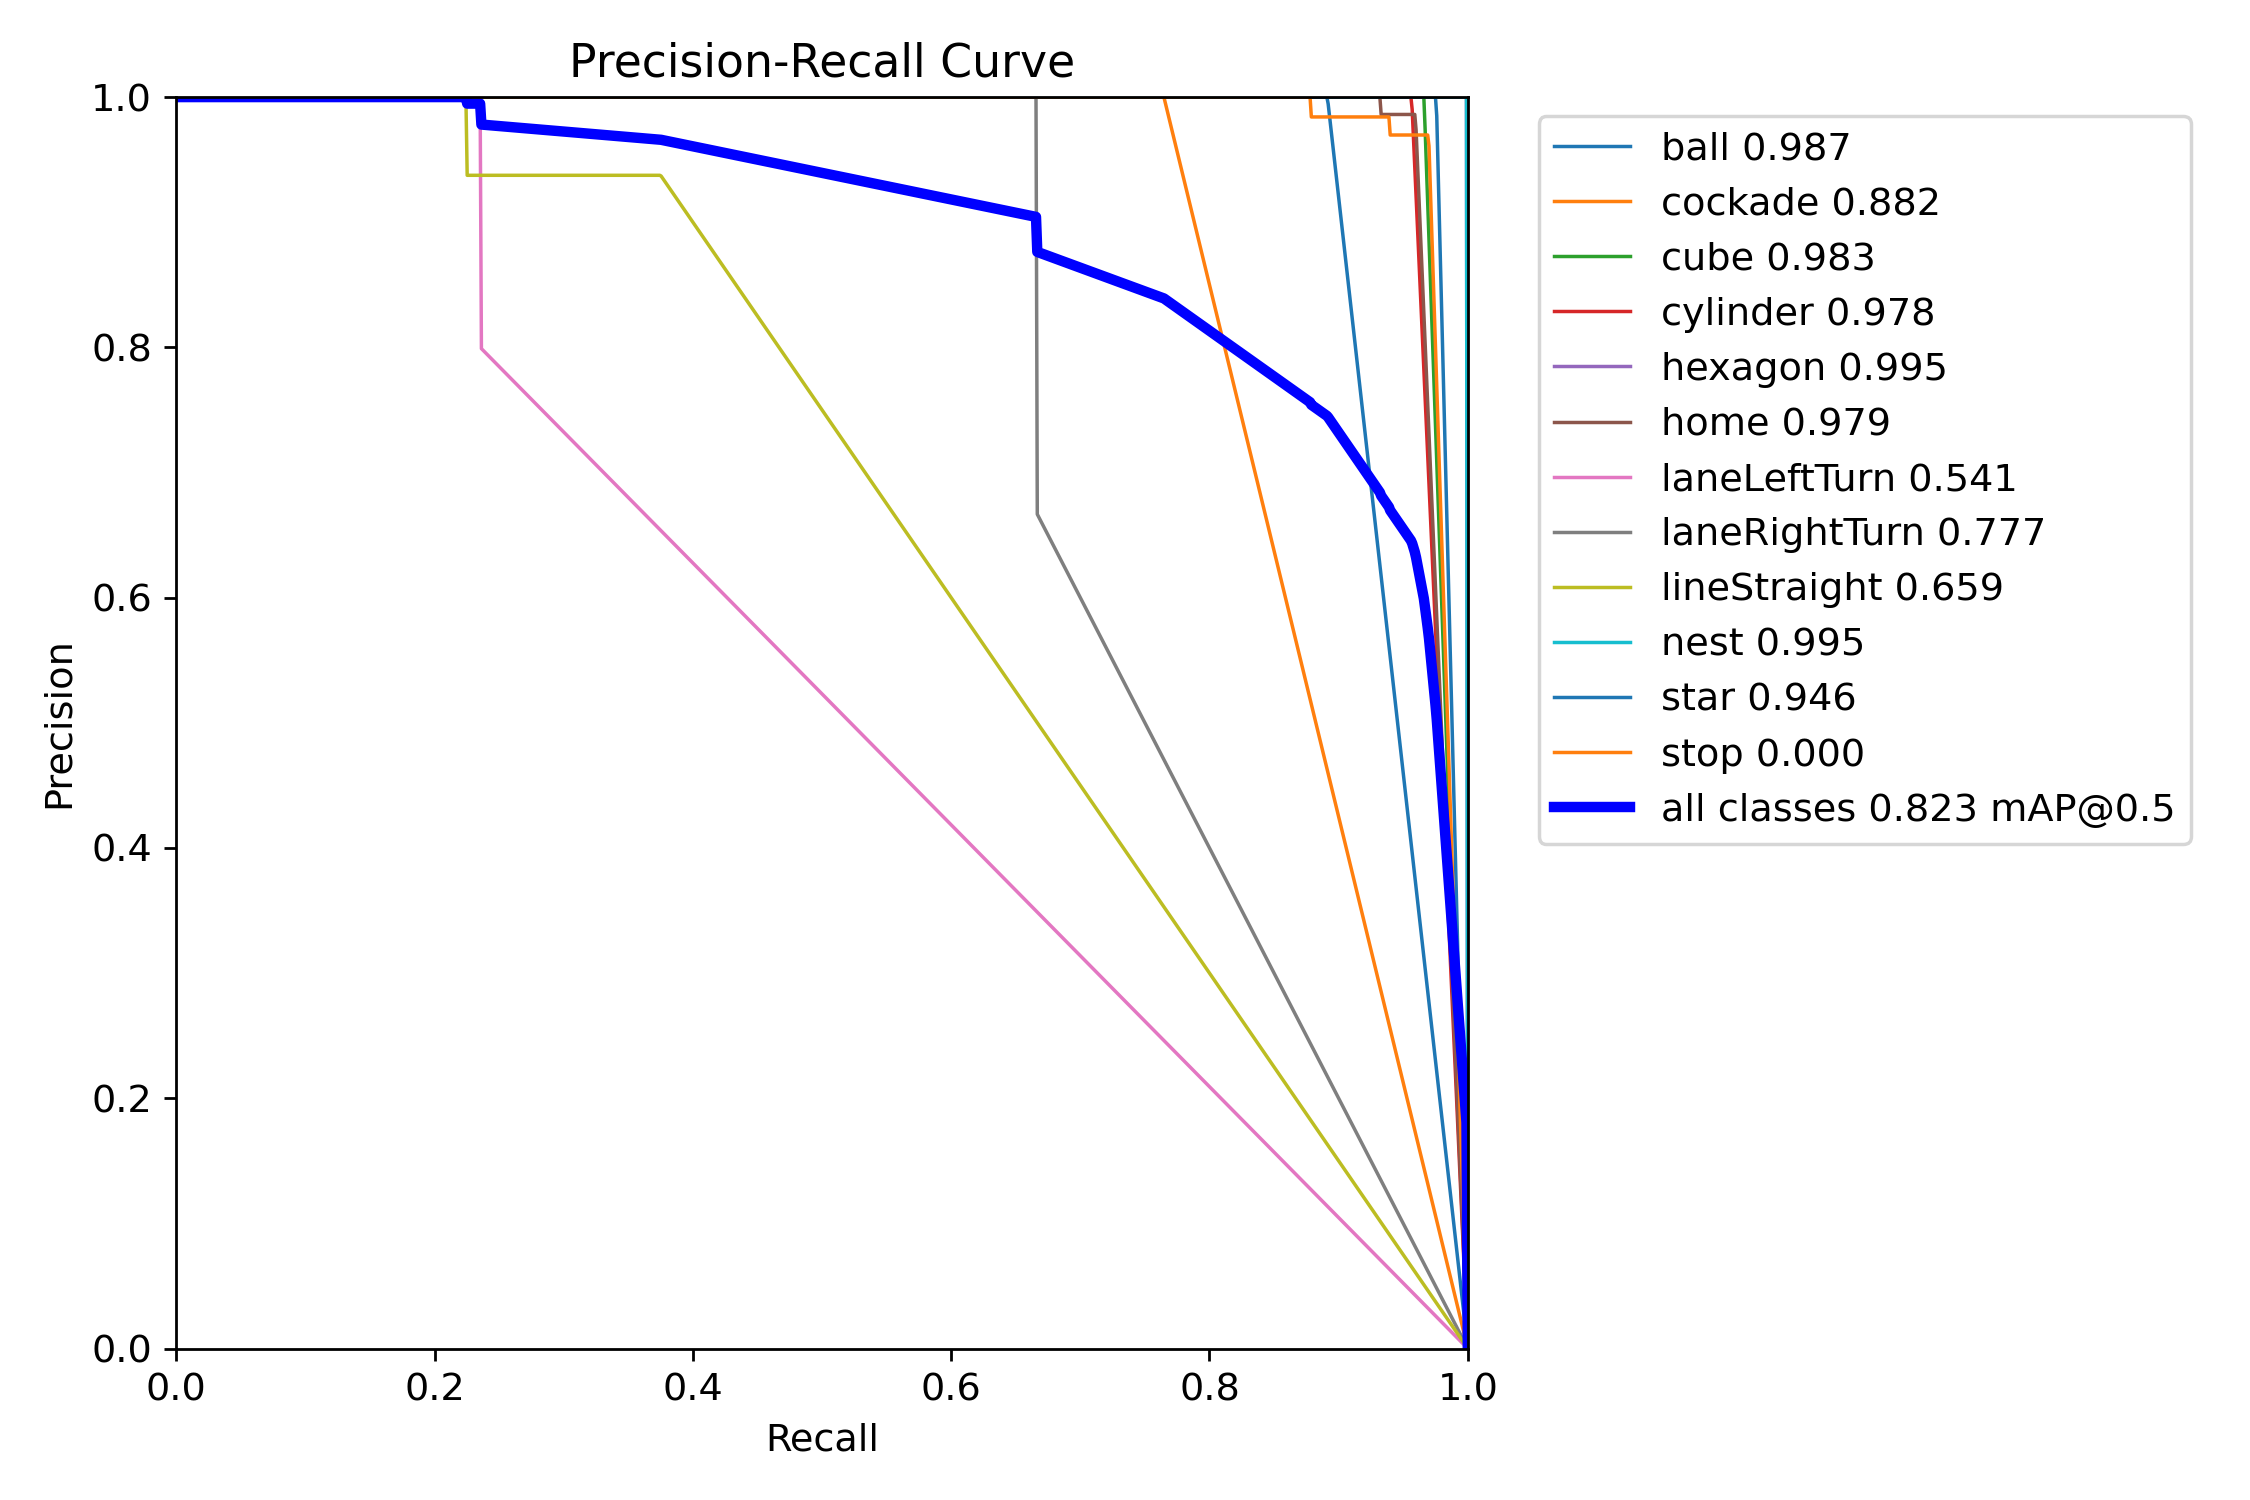 Precision-Recall Curve
1.0
0.8
0.6
0.4
0.2
0.0
Precision
0.0 0.2 0.4 0.6 0.8 1.0
Recall
ball 0.987
cockade 0.882
cube 0.983
cylinder 0.978
hexagon 0.995
home 0.979
laneLeftTurn 0.541
laneRightTurn 0.777
lineStraight 0.659
nest 0.995
star 0.946
stop 0.000
all classes 0.823 mAP@0.5